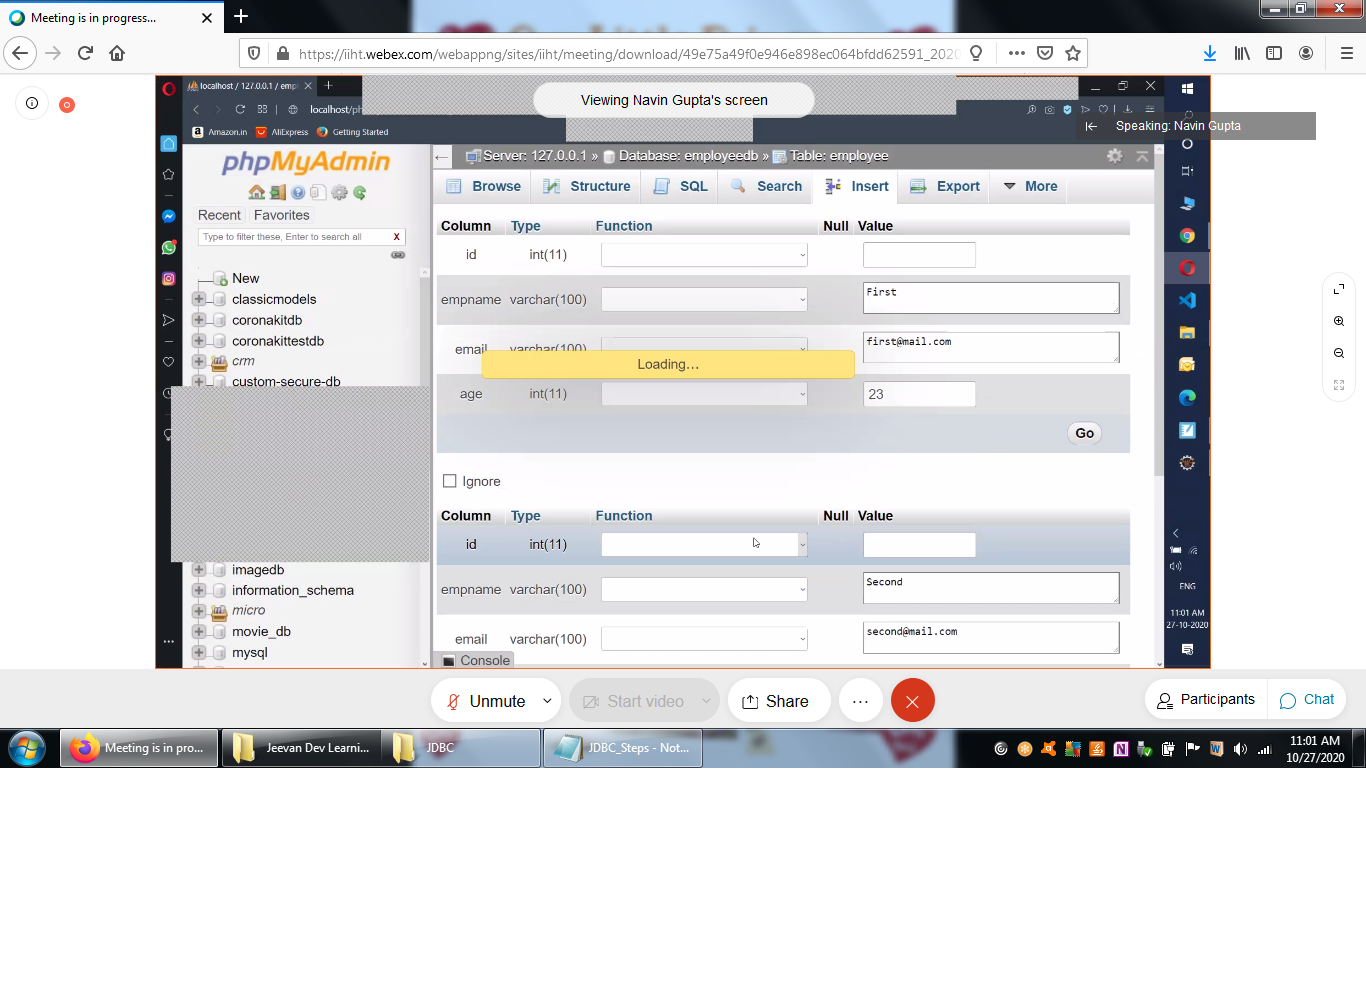 Meeting is in progress...
https://iiht.webex.com/webappng/sites/iiht/meeting/download/49e75a49f0e946e898ec064bfdd62591_202
localhost / 127.0.0.1 / emp
Viewing Navin Gupta's screen
localhost/ph
Speaking: Navin Gupta
Amazon.in AliExpress Getting Started
phpMyAdmin
Server: 127.0.0.1 » Database: employeedb » Table: employee
Browse Structure SQL Search Insert Export More
Recent Favorites
Type to filter these, Enter to search all X
New
classicmodels
coronakitdb
coronakittestdb
crm
custom-secure-db
imagedb
information_schema
micro
movie_db
mysql
Column Type Function Null Value
id int(11)
empname varchar(100) First
email varchar(100) first@mail.com
Loading...
age int(11) 23
Go
Ignore
Column Type Function Null Value
id int(11)
empname varchar(100) Second
email varchar(100) second@mail.com
Console
ENG
11:01 AM
27-10-2020
Unmute Start video Share Participants Chat
Meeting is in pro... Jeevan Dev Learni... JDBC JDBC_Steps - Not...
11:01 AM
10/27/2020